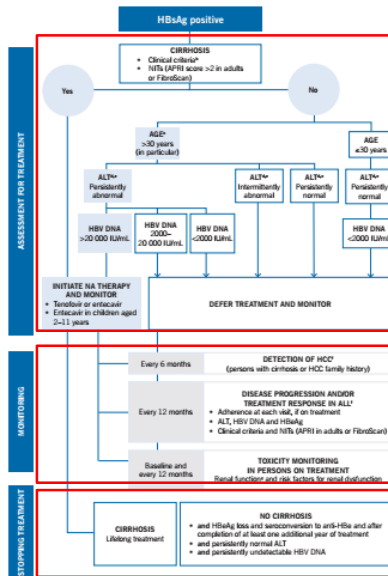 HBsAg positive
ASSESSMENT FOR TREATMENT
CIRRHOSIS
• Clinical criteriaᵃ
• NITs (APRI score >2 in adults
or FibroScan)
Yes
No
AGEᵉ
>30 years
(in particular)
AGE
≤30 years
ALT
Persistently
abnormal
ALT
Intermittently
abnormal
ALT
Persistently
normal
ALT
Persistently
normal
HBV DNA
>20 000 IU/mL
HBV DNA
2000–
20 000 IU/mL
HBV DNA
<2000 IU/mL
HBV DNA
<2000 IU/mL
INITIATE NA THERAPY
AND MONITOR
• Tenofovir or entecavir
• Entecavir in children aged
2–11 years
DEFER TREATMENT AND MONITOR
MONITORING
Every 6 months
DETECTION OF HCC
(persons with cirrhosis or HCC family history)
Every 12 months
DISEASE PROGRESSION AND/OR
TREATMENT RESPONSE IN ALL
• Adherence at each visit, if on treatment
• ALT, HBV DNA and HBeAg
• Clinical criteria and NITs (APRI in adults or FibroScan)
Baseline and
every 12 months
TOXICITY MONITORING
IN PERSONS ON TREATMENT
Renal function and risk factors for renal dysfunction
STOPPING TREATMENT
CIRRHOSIS
Lifelong treatment
NO CIRRHOSIS
• and HBeAg loss and seroconversion to anti-HBe and after
completion of at least one additional year of treatment
• and persistently normal ALT
• and persistently undetectable HBV DNA